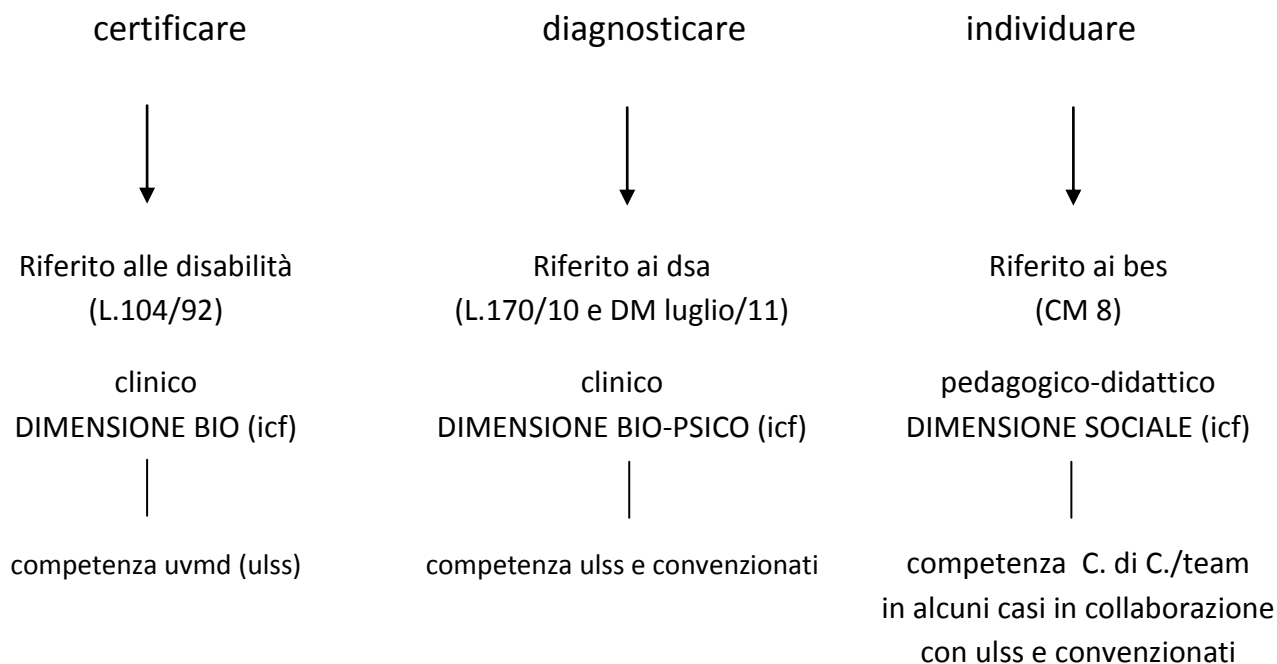 certificare
Riferito alle disabilità
(L.104/92)
clinico
DIMENSIONE BIO (icf)
competenza uvmd (ulss)
diagnosticare
Riferito ai dsa
(L.170/10 e DM luglio/11)
clinico
DIMENSIONE BIO-PSICO (icf)
competenza ulss e convenzionati
individuare
Riferito ai bes
(CM 8)
pedagogico-didattico
DIMENSIONE SOCIALE (icf)
competenza C. di C./team
in alcuni casi in collaborazione
con ulss e convenzionati